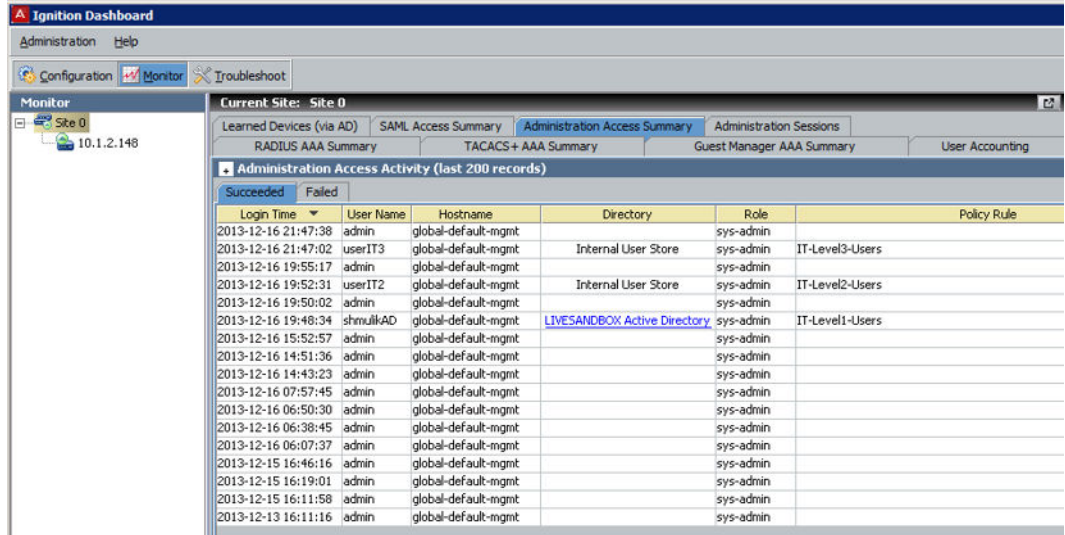 A Ignition Dashboard
Administration Help
Configuration Monitor Troubleshoot
Monitor Current Site: Site 0
Site 0
10.1.2.148
Learned Devices (via AD) SAML Access Summary Administration Access Summary Administration Sessions
RADIUS AAA Summary TACACS+ AAA Summary Guest Manager AAA Summary User Accounting
+ Administration Access Activity (last 200 records)
Succeeded Failed
Login Time User Name Hostname Directory Role Policy Rule
2013-12-16 21:47:38 admin global-default-mgmt sys-admin
2013-12-16 21:47:02 userIT3 global-default-mgmt Internal User Store sys-admin IT-Level3-Users
2013-12-16 19:55:17 admin global-default-mgmt sys-admin
2013-12-16 19:52:31 userIT2 global-default-mgmt Internal User Store sys-admin IT-Level2-Users
2013-12-16 19:50:02 admin global-default-mgmt sys-admin
2013-12-16 19:48:34 shmulikAD global-default-mgmt LIVESANDBOX Active Directory sys-admin IT-Level1-Users
2013-12-16 15:52:57 admin global-default-mgmt sys-admin
2013-12-16 14:51:36 admin global-default-mgmt sys-admin
2013-12-16 14:43:23 admin global-default-mgmt sys-admin
2013-12-16 07:57:45 admin global-default-mgmt sys-admin
2013-12-16 06:50:30 admin global-default-mgmt sys-admin
2013-12-16 06:38:45 admin global-default-mgmt sys-admin
2013-12-16 06:07:37 admin global-default-mgmt sys-admin
2013-12-15 16:46:16 admin global-default-mgmt sys-admin
2013-12-15 16:19:01 admin global-default-mgmt sys-admin
2013-12-15 16:11:58 admin global-default-mgmt sys-admin
2013-12-13 16:11:16 admin global-default-mgmt sys-admin